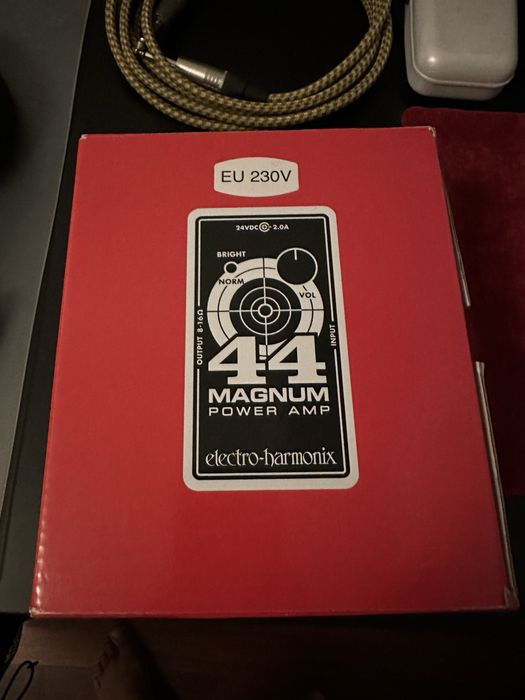 EU 230V
24VDC 2.0A
BRIGHT
NORM
VOL
OUTPUT 8-16Ω
INPUT
44
MAGNUM
POWER AMP
electro-harmonix